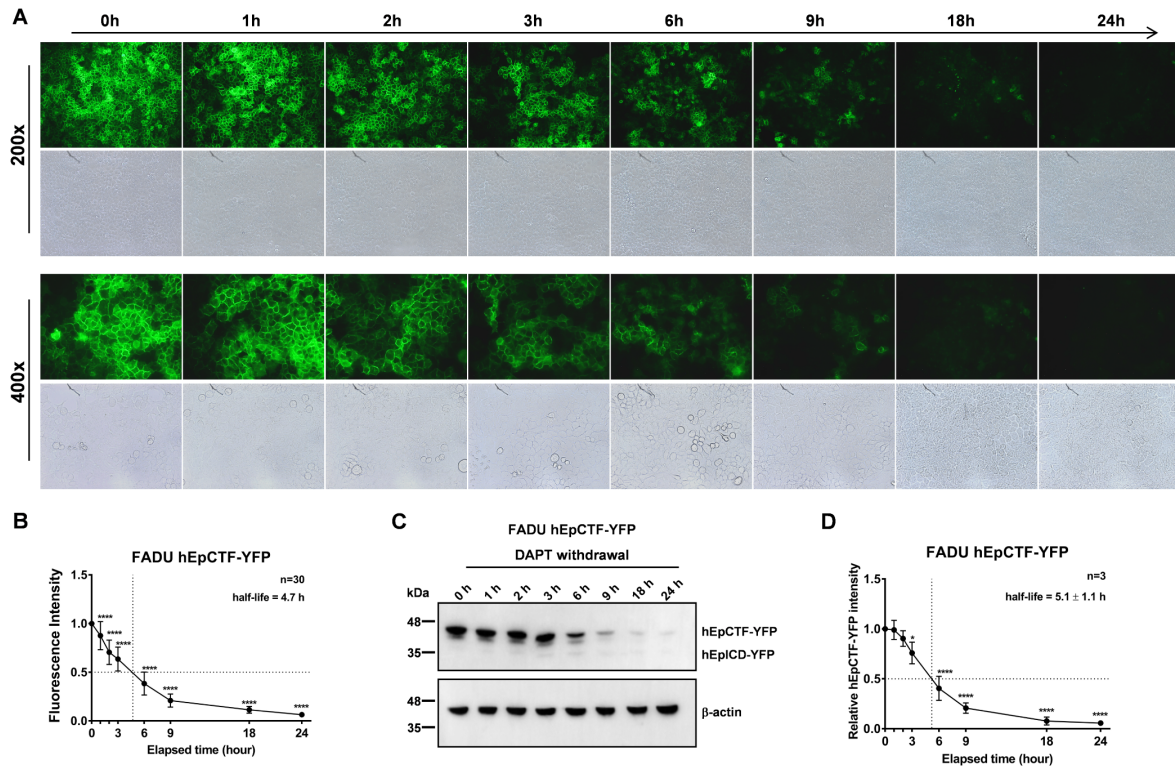 A
0h 1h 2h 3h 6h 9h 18h 24h
200x
400x
B
FADU hEpCTF-YFP
n=30
half-life = 4.7 h
Fluorescence Intensity
1.5
1.0
0.5
0.0
**** **** **** **** **** **** ****
0 3 6 9 18 24
Elapsed time (hour)
C
FADU hEpCTF-YFP
DAPT withdrawal
kDa
0 h 1 h 2 h 3 h 6 h 9 h 18 h 24 h
48
35
hEpCTF-YFP
hEpICD-YFP
48
35
β-actin
D
FADU hEpCTF-YFP
n=3
half-life = 5.1 ± 1.1 h
Relative hEpCTF-YFP intensity
1.5
1.0
0.5
0.0
* **** **** **** ****
0 3 6 9 18 24
Elapsed time (hour)